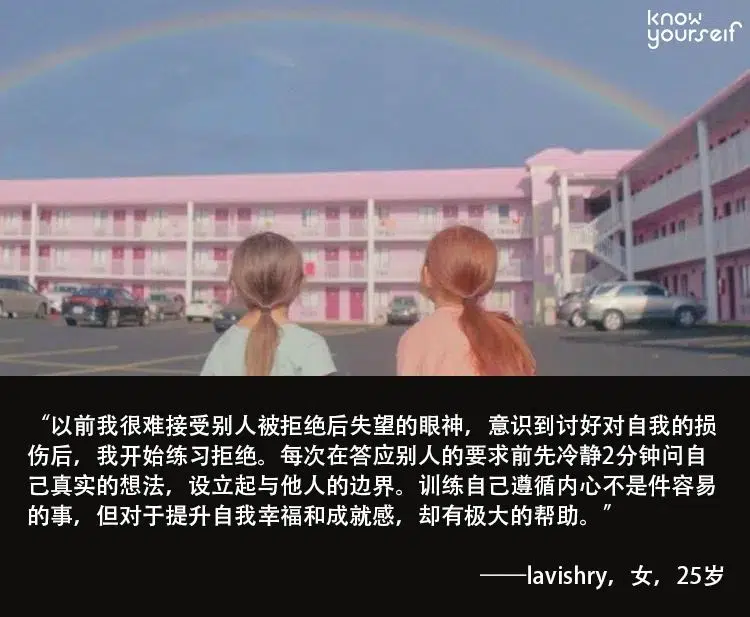 know
yourself
“以前我很难接受别人被拒绝后失望的眼神，意识到讨好对自我的损
伤后，我开始练习拒绝。每次在答应别人的要求前先冷静2分钟问自
己真实的想法，设立起与他人的边界。训练自己遵循内心不是件容易
的事，但对于提升自我幸福和成就感，却有极大的帮助。”
——lavishry，女，25岁